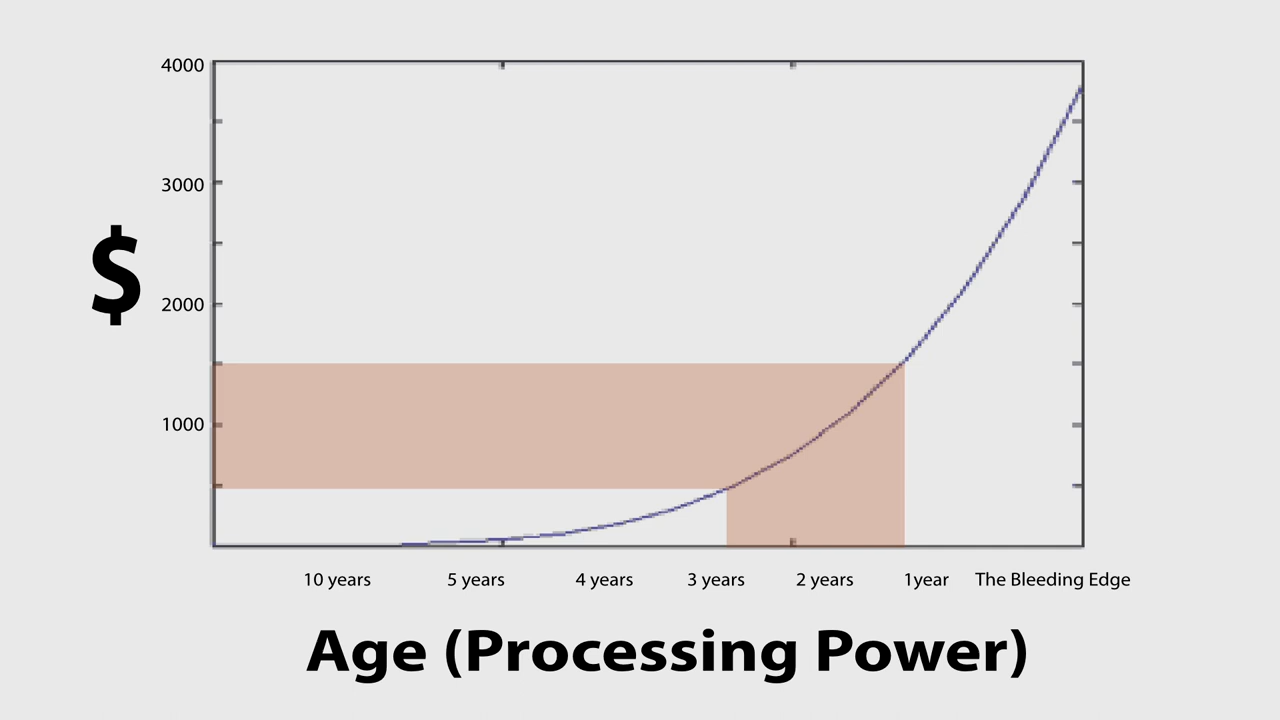 4000
3000
$
2000
1000
10 years 5 years 4 years 3 years 2 years 1year The Bleeding Edge
Age (Processing Power)